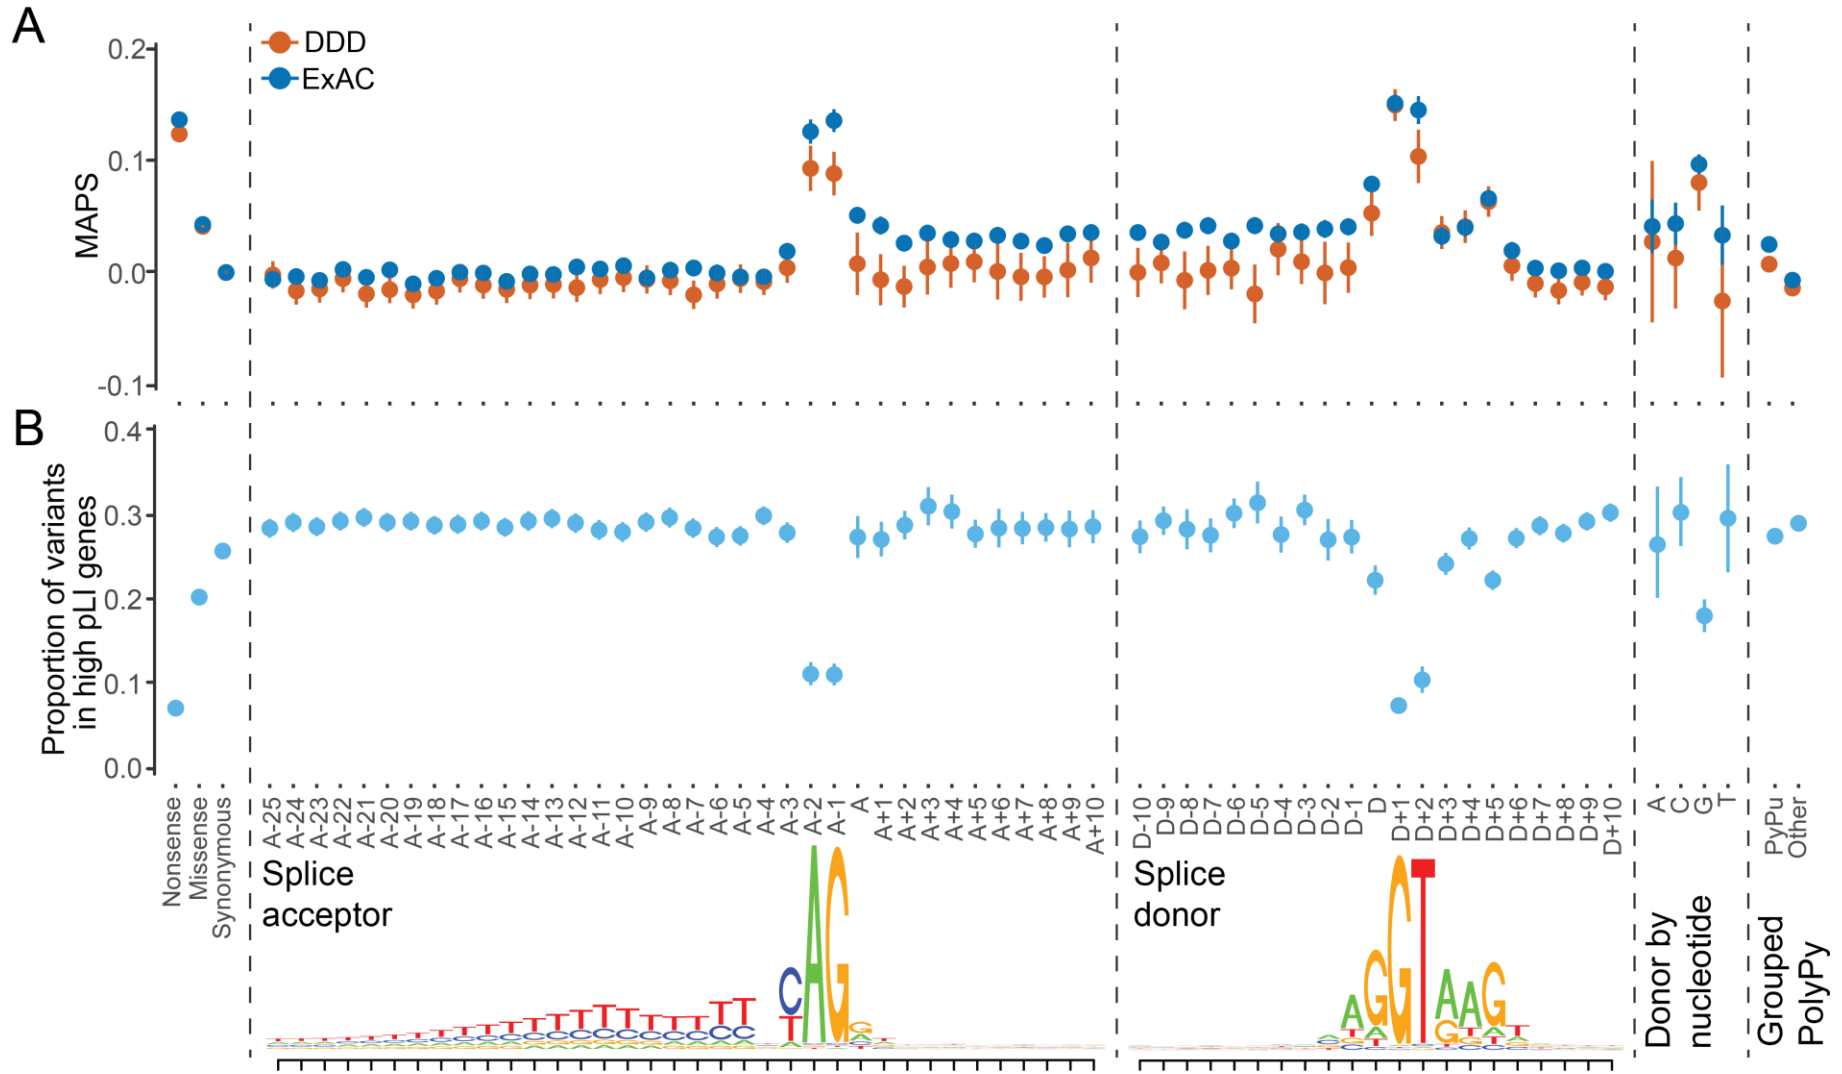 A
DDD
ExAC
0.2
0.1
0.0
-0.1
MAPS
B
0.4
0.3
0.2
0.1
0.0
Proportion of variants
in high pLI genes
Nonsense
Missense
Synonymous
A-25
A-24
A-23
A-22
A-21
A-20
A-19
A-18
A-17
A-16
A-15
A-14
A-13
A-12
A-11
A-10
A-9
A-8
A-7
A-6
A-5
A-4
A-3
A-2
A-1
A
A+1
A+2
A+3
A+4
A+5
A+6
A+7
A+8
A+9
A+10
D-10
D-9
D-8
D-7
D-6
D-5
D-4
D-3
D-2
D-1
D
D+1
D+2
D+3
D+4
D+5
D+6
D+7
D+8
D+9
D+10
A
C
G
T
PyPu
Other
Splice
acceptor
Splice
donor
Donor by
nucleotide
Grouped
PolyPy
T T T T T T T T T T T T C A G
A G G T A A G T